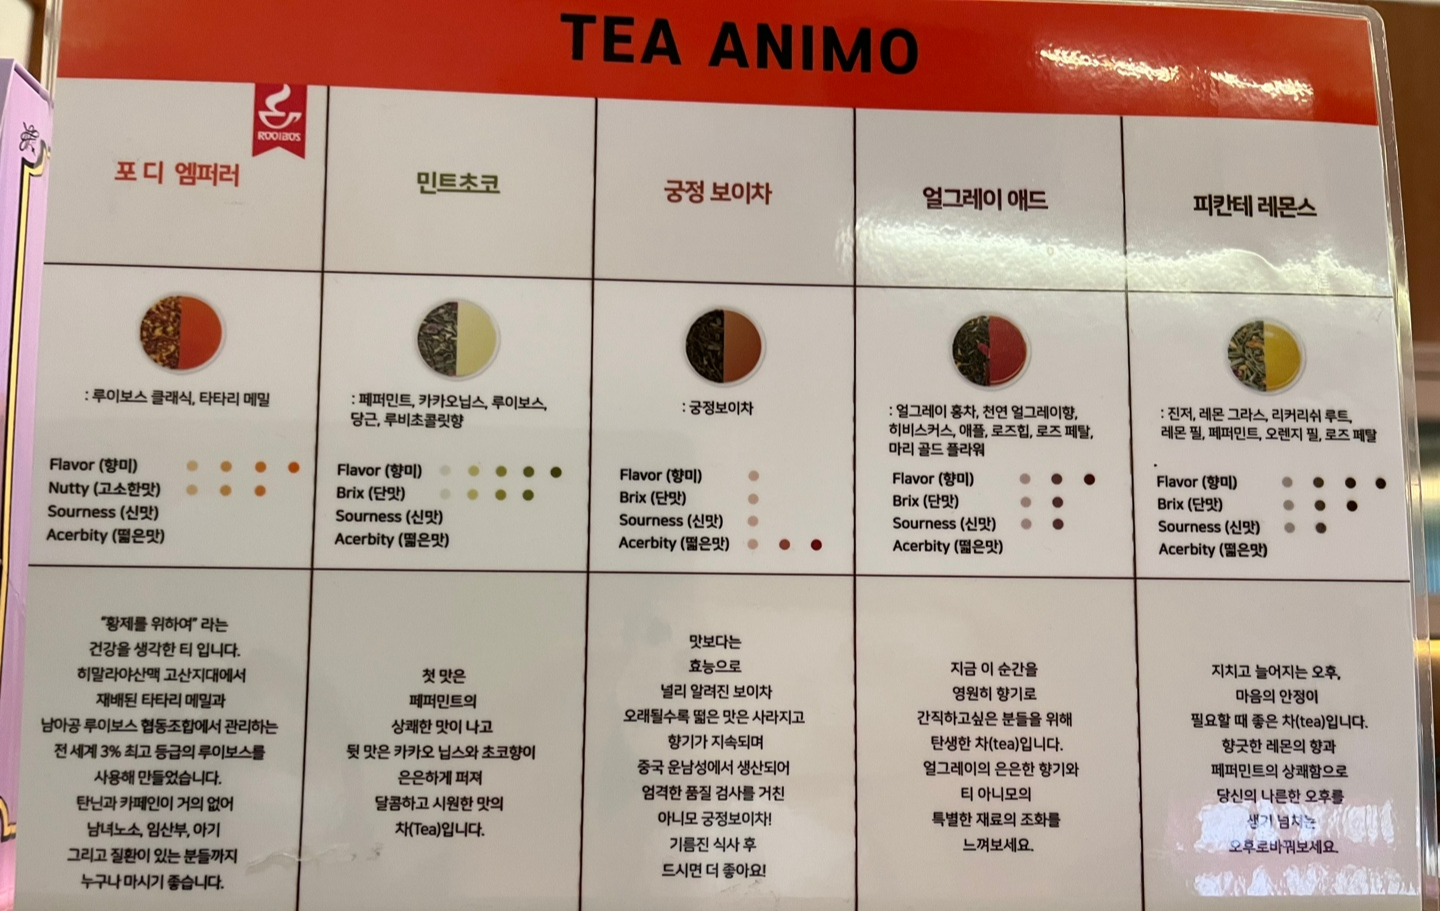 TEA ANIMO
ROOIBOS
포 디 엠퍼러
: 루이보스 클래식, 타타리 메밀
Flavor (향미)
Nutty (고소한맛)
Sourness (신맛)
Acerbity (떫은맛)
"황제를 위하여" 라는
건강을 생각한 티 입니다.
히말라야산맥 고산지대에서
재배된 타타리 메밀과
남아공 루이보스 협동조합에서 관리하는
전 세계 3% 최고 등급의 루이보스를
사용해 만들었습니다.
탄닌과 카페인이 거의 없어
남녀노소, 임산부, 아기
그리고 질환이 있는 분들까지
누구나 마시기 좋습니다.
민트초코
: 페퍼민트, 카카오닙스, 루이보스,
당근, 루비초콜릿향
Flavor (향미)
Brix (단맛)
Sourness (신맛)
Acerbity (떫은맛)
첫 맛은
페퍼민트의
상쾌한 맛이 나고
뒷 맛은 카카오 닙스와 초코향이
은은하게 퍼져
달콤하고 시원한 맛의
차(Tea)입니다.
궁정 보이차
: 궁정보이차
Flavor (향미)
Brix (단맛)
Sourness (신맛)
Acerbity (떫은맛)
맛보다는
효능으로
널리 알려진 보이차
오래될수록 떫은 맛은 사라지고
향기가 지속되며
중국 운남성에서 생산되어
엄격한 품질 검사를 거친
아니모 궁정보이차!
기름진 식사 후
드시면 더 좋아요!
얼그레이 애드
: 얼그레이 홍차, 천연 얼그레이향,
히비스커스, 애플, 로즈힙, 로즈 페탈,
마리 골드 플라워
Flavor (향미)
Brix (단맛)
Sourness (신맛)
Acerbity (떫은맛)
지금 이 순간을
영원히 향기로
간직하고싶은 분들을 위해
탄생한 차(tea)입니다.
얼그레이의 은은한 향기와
티 아니모의
특별한 재료의 조화를
느껴보세요.
피칸테 레몬스
: 진저, 레몬 그라스, 리커리쉬 루트,
레몬 필, 페퍼민트, 오렌지 필, 로즈 페탈
Flavor (향미)
Brix (단맛)
Sourness (신맛)
Acerbity (떫은맛)
지치고 늘어지는 오후,
마음의 안정이
필요할 때 좋은 차(tea)입니다.
향긋한 레몬의 향과
페퍼민트의 상쾌함으로
당신의 나른한 오후를
생기 넘치는
오후로바꿔보세요.